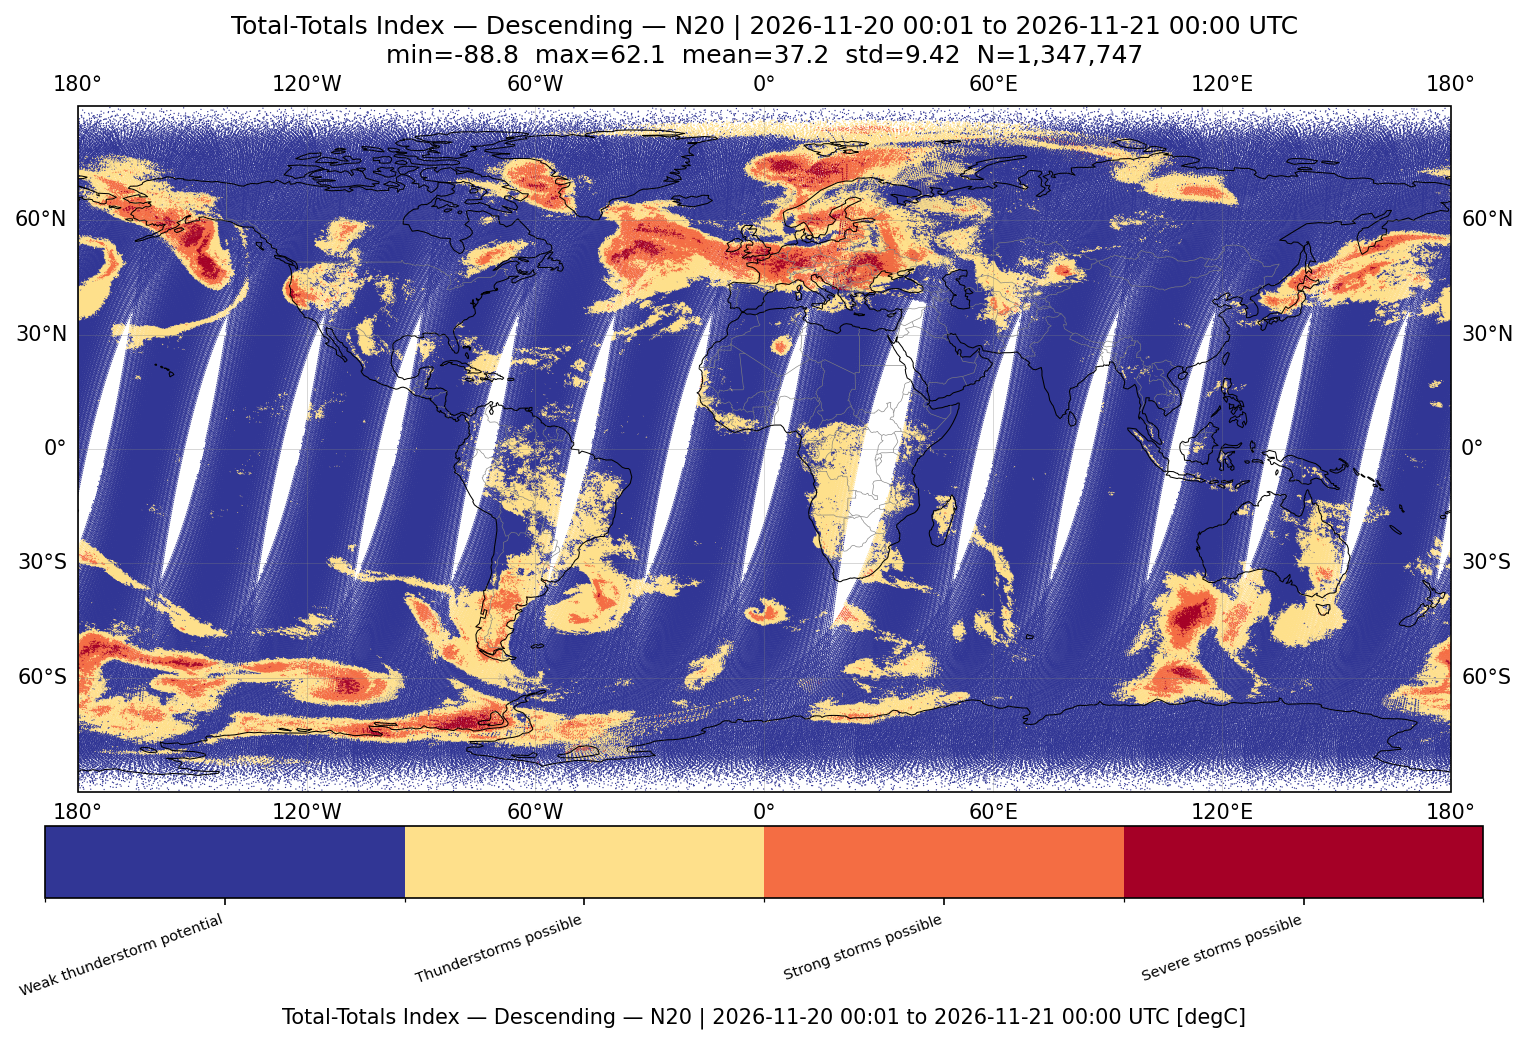 Total-Totals Index — Descending — N20 | 2026-11-20 00:01 to 2026-11-21 00:00 UTC
min=-88.8 max=62.1 mean=37.2 std=9.42 N=1,347,747
180° 120°W 60°W 0° 60°E 120°E 180°
60°N 60°N
30°N 30°N
0° 0°
30°S 30°S
60°S 60°S
180° 120°W 60°W 0° 60°E 120°E 180°
Weak thunderstorm potential
Thunderstorms possible
Strong storms possible
Severe storms possible
Total-Totals Index — Descending — N20 | 2026-11-20 00:01 to 2026-11-21 00:00 UTC [degC]